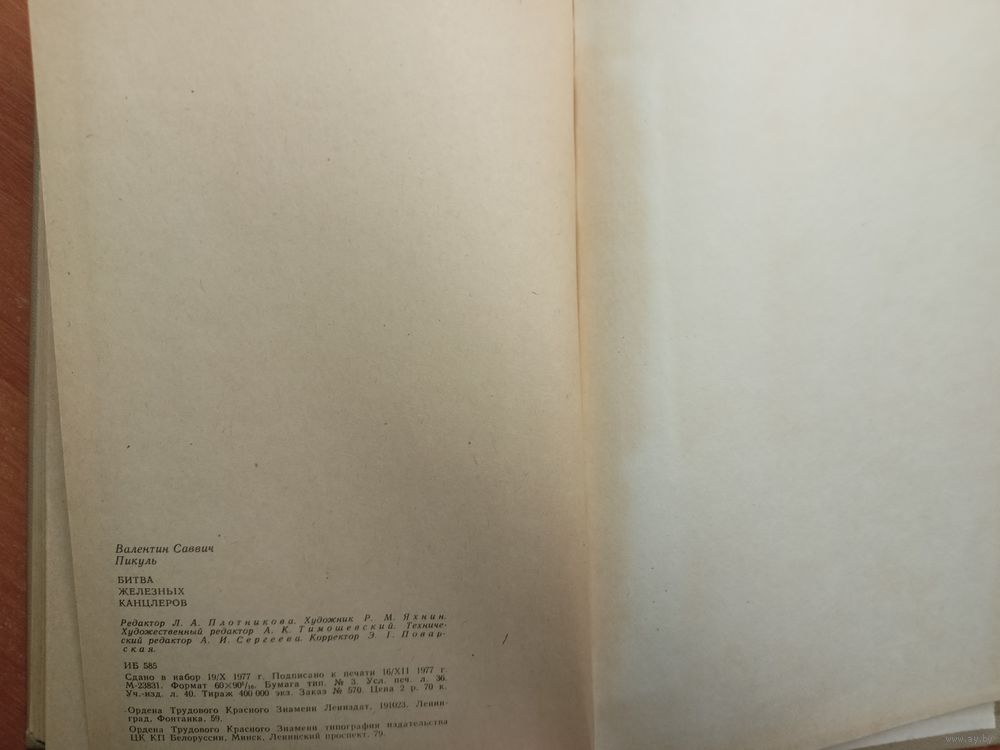 Валентин Саввич
Пикуль
БИТВА
ЖЕЛЕЗНЫХ
КАНЦЛЕРОВ
Редактор Л. А. Плотникова. Художник Р. М. Яхнин.
Художественный редактор А. К. Тимошевский. Техниче-
ский редактор А. И. Сергеева. Корректор Э. I. Повар-
ская.
ИБ 585
Сдано в набор 19/X 1977 г. Подписано к печати 16/XII 1977 г.
М-23831. Формат 60×90¹/₁₆. Бумага тип. № 3. Усл. печ. л. 36.
Уч.-изд. л. 40. Тираж 400 000 экз. Заказ № 570. Цена 2 р. 70 к.
Ордена Трудового Красного Знамени Лениздат, 191023, Ленин-
град, Фонтанка, 59.
Ордена Трудового Красного Знамени типография издательства
ЦК КП Белоруссии, Минск, Ленинский проспект, 79.
www.ay.by